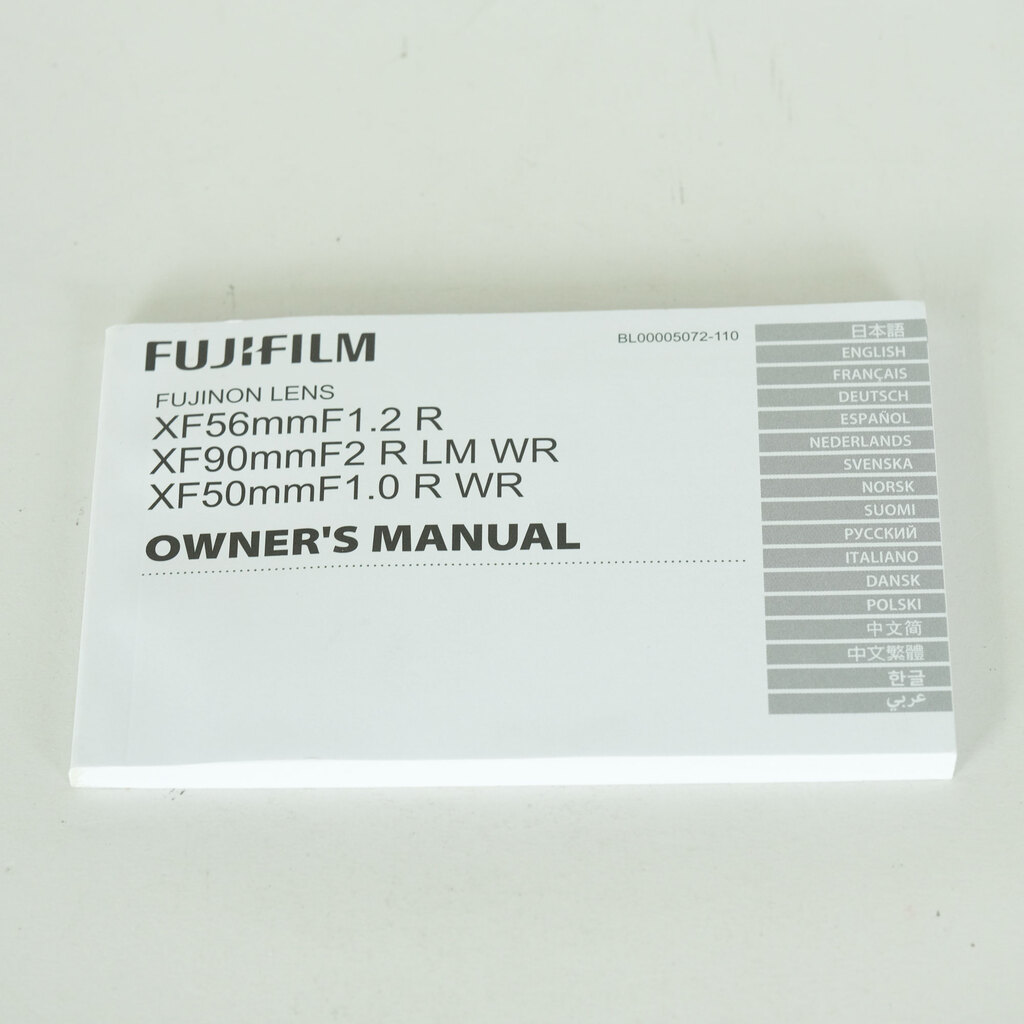 FUJIFILM
BL00005072-110
FUJINON LENS
XF56mmF1.2 R
XF90mmF2 R LM WR
XF50mmF1.0 R WR
OWNER'S MANUAL
日本語
ENGLISH
FRANÇAIS
DEUTSCH
ESPAÑOL
NEDERLANDS
SVENSKA
NORSK
SUOMI
РУССКИЙ
ITALIANO
DANSK
POLSKI
中文简
中文繁體
한글
عربي